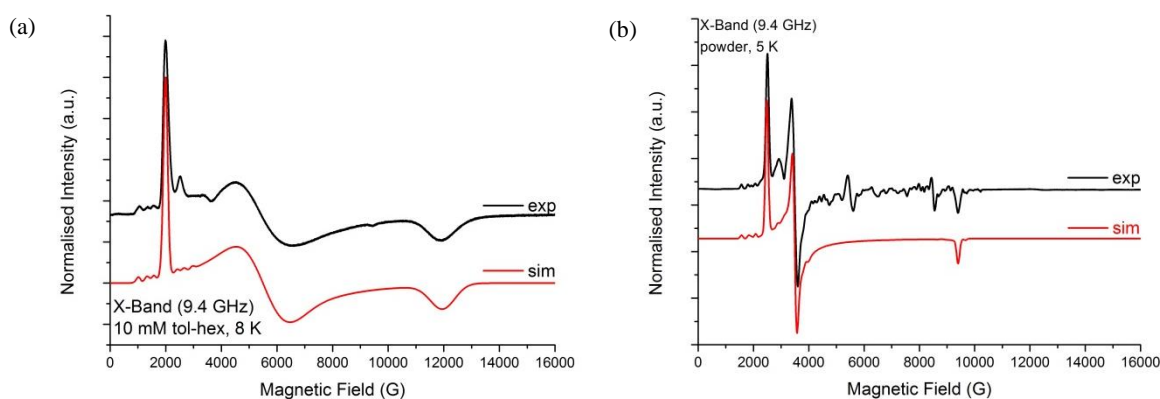 (a)
Normalised Intensity (a.u.)
exp
sim
X-Band (9.4 GHz)
10 mM tol-hex, 8 K
0 2000 4000 6000 8000 10000 12000 14000 16000
Magnetic Field (G)
(b)
X-Band (9.4 GHz)
powder, 5 K
Normalised Intensity (a.u.)
exp
sim
0 2000 4000 6000 8000 10000 12000 14000 16000
Magnetic Field (G)